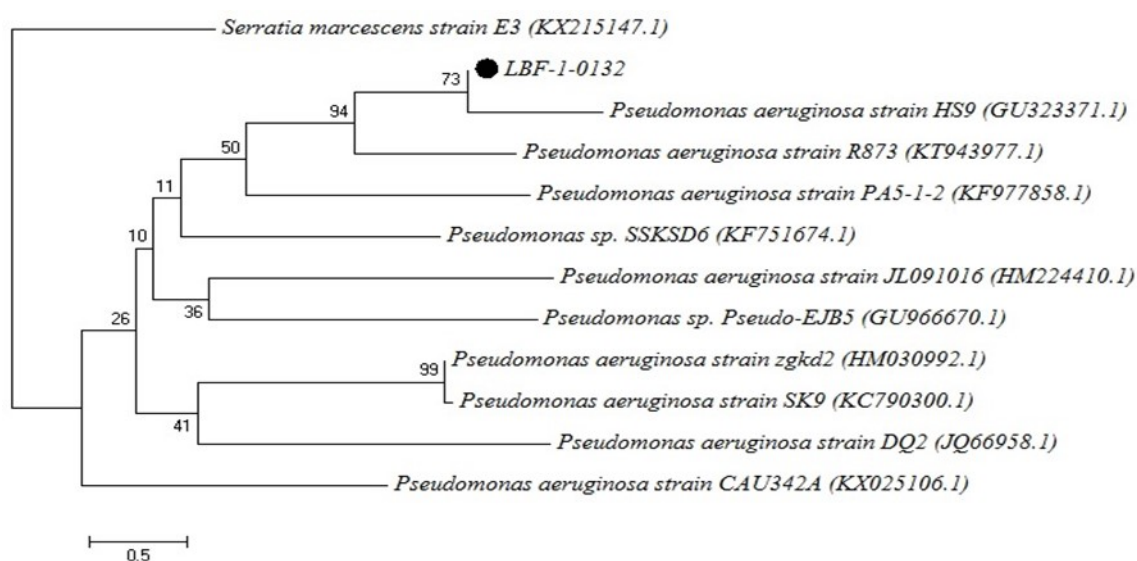 Serratia marcescens strain E3 (KX215147.1)
LBF-1-0132
73
Pseudomonas aeruginosa strain HS9 (GU323371.1)
94
Pseudomonas aeruginosa strain R873 (KT943977.1)
50
Pseudomonas aeruginosa strain PA5-1-2 (KF977858.1)
11
Pseudomonas sp. SSKSD6 (KF751674.1)
10
Pseudomonas aeruginosa strain JL091016 (HM224410.1)
36
Pseudomonas sp. Pseudo-EJB5 (GU966670.1)
26
Pseudomonas aeruginosa strain zgkd2 (HM030992.1)
99
Pseudomonas aeruginosa strain SK9 (KC790300.1)
41
Pseudomonas aeruginosa strain DQ2 (JQ66958.1)
Pseudomonas aeruginosa strain CAU342A (KX025106.1)
0.5